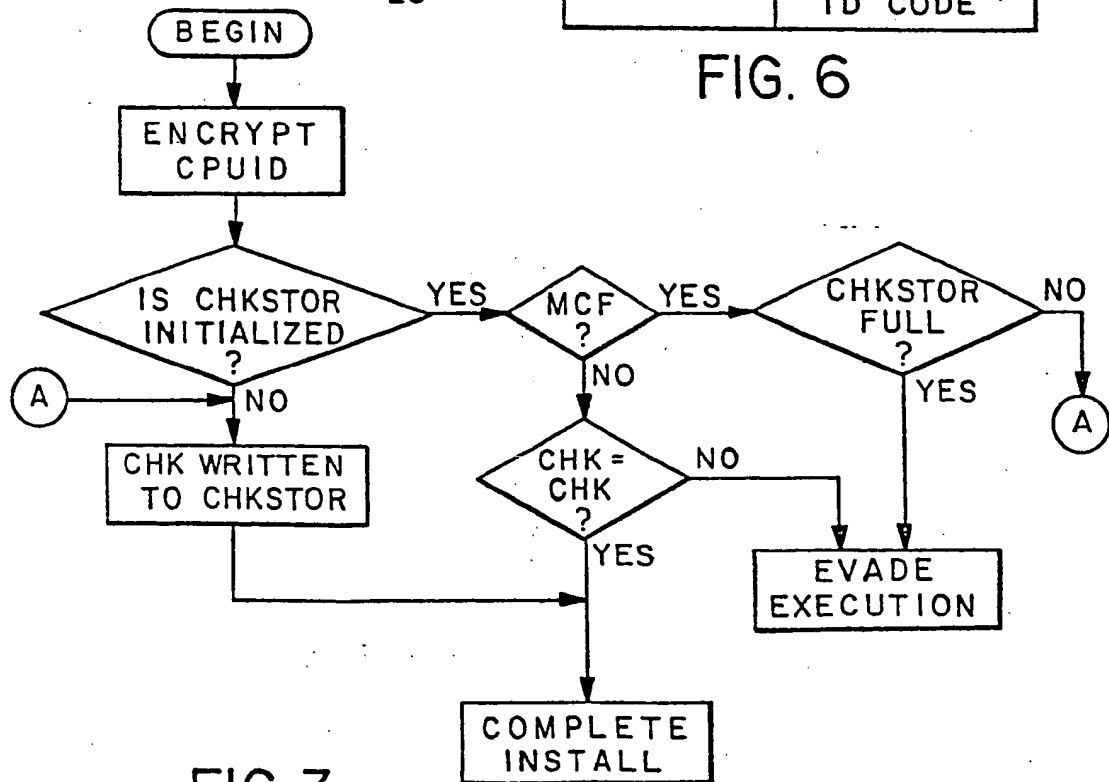 BEGIN
ID CODE
FIG. 6
ENCRYPT
CPUID
IS CHKSTOR
INITIALIZED
?
YES
MCF
?
YES
CHKSTOR
FULL
?
NO
A
NO
NO
YES
A
CHK WRITTEN
TO CHKSTOR
CHK =
CHK
?
NO
YES
EVADE
EXECUTION
COMPLETE
INSTALL